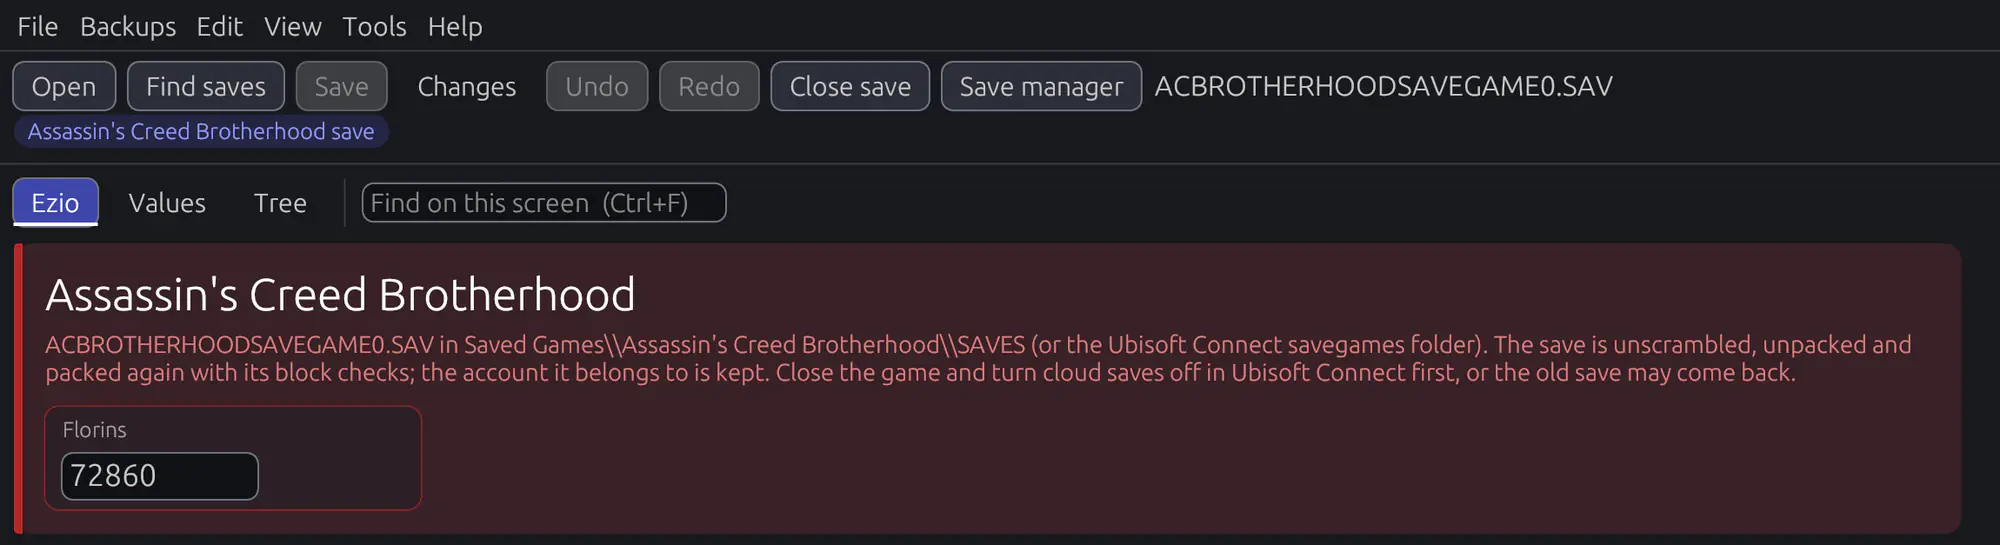 File Backups Edit View Tools Help
Open Find saves Save Changes Undo Redo Close save Save manager ACBROTHERHOODSAVEGAME0.SAV
Assassin's Creed Brotherhood save
Ezio Values Tree Find on this screen (Ctrl+F)
Assassin's Creed Brotherhood
ACBROTHERHOODSAVEGAME0.SAV in Saved Games\\Assassin's Creed Brotherhood\\SAVES (or the Ubisoft Connect savegames folder). The save is unscrambled, unpacked and
packed again with its block checks; the account it belongs to is kept. Close the game and turn cloud saves off in Ubisoft Connect first, or the old save may come back.
Florins
72860